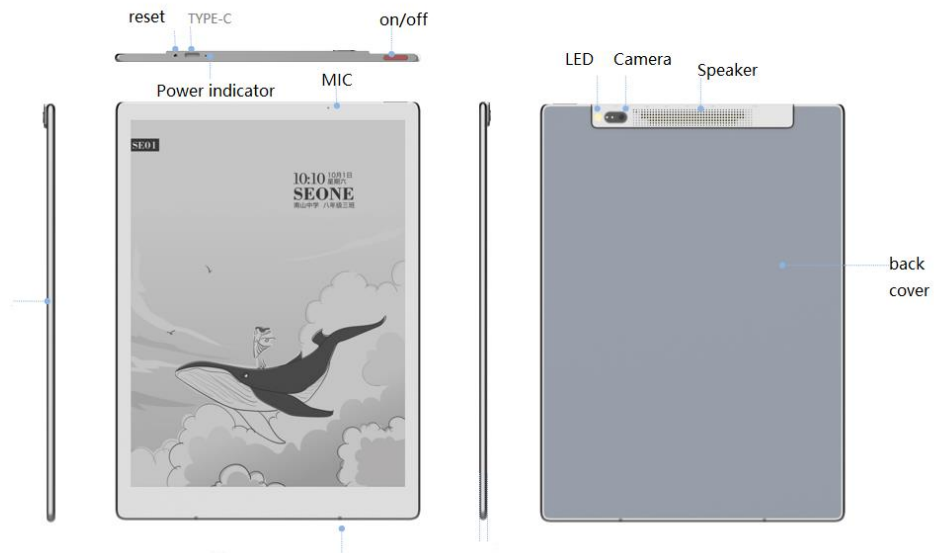 reset
TYPE-C
on/off
Power indicator
MIC
LED
Camera
Speaker
SE01
10:10 10月1日
星期六
SEONE
南山中学 八年级三班
back
cover